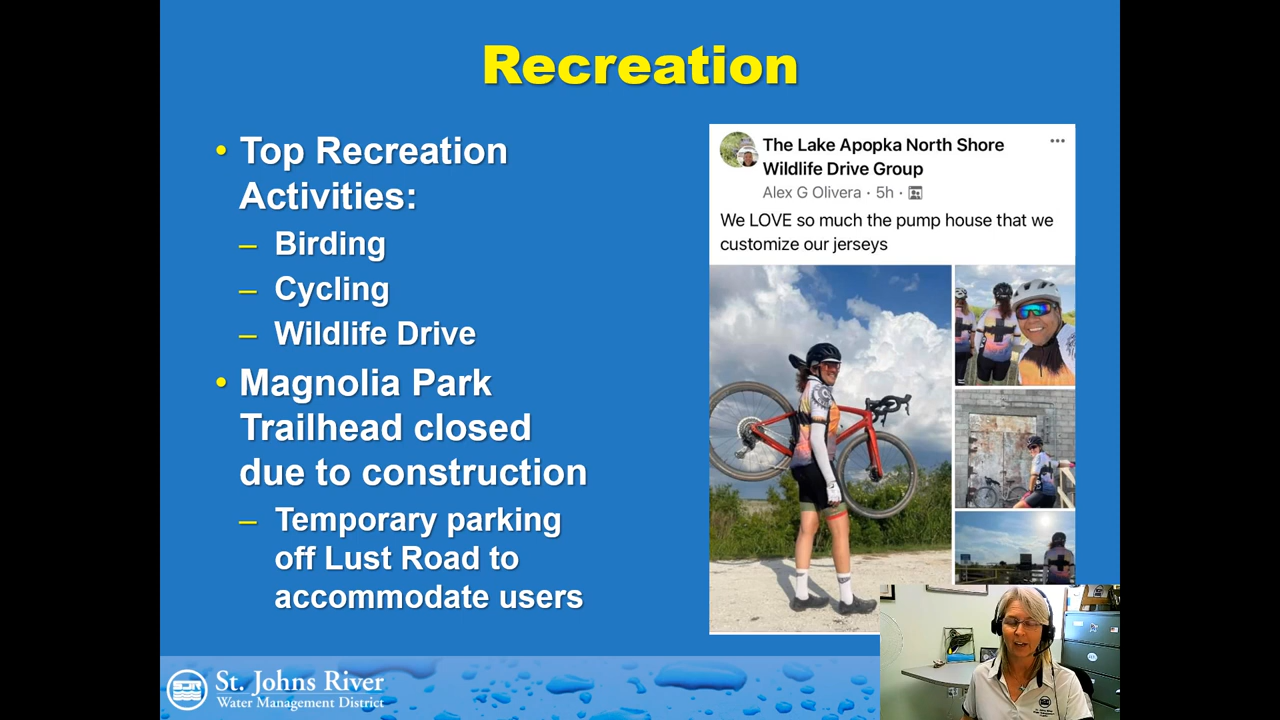 Recreation
• Top Recreation
Activities:
– Birding
– Cycling
– Wildlife Drive
• Magnolia Park
Trailhead closed
due to construction
– Temporary parking
off Lust Road to
accommodate users
The Lake Apopka North Shore
Wildlife Drive Group
Alex G Olivera · 5h ·
We LOVE so much the pump house that we
customize our jerseys
St. Johns River
Water Management District